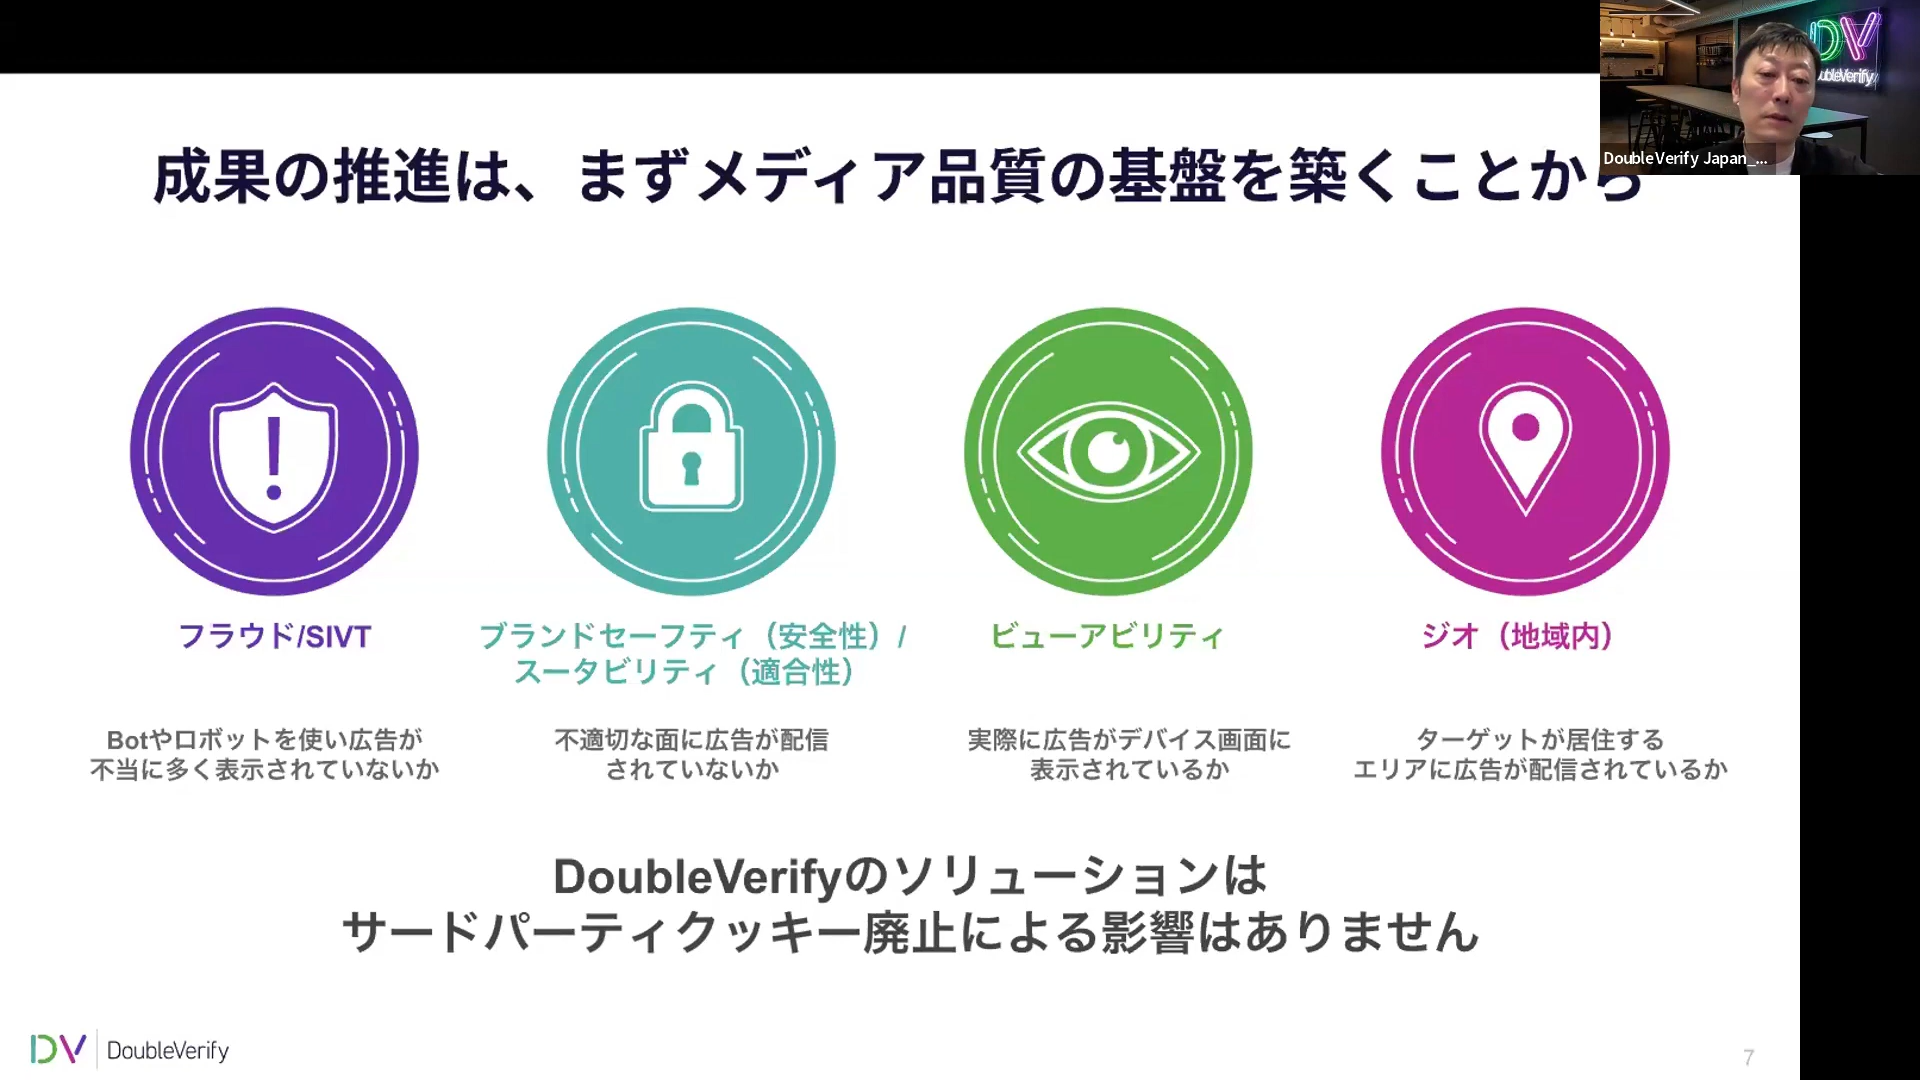 DV
DoubleVerify
DoubleVerify Japan_...
成果の推進は、まずメディア品質の基盤を築くことから
フラウド/SIVT
Botやロボットを使い広告が
不当に多く表示されていないか
ブランドセーフティ（安全性）/
スータビリティ（適合性）
不適切な面に広告が配信
されていないか
ビューアビリティ
実際に広告がデバイス画面に
表示されているか
ジオ（地域内）
ターゲットが居住する
エリアに広告が配信されているか
DoubleVerifyのソリューションは
サードパーティクッキー廃止による影響はありません
DV DoubleVerify
7